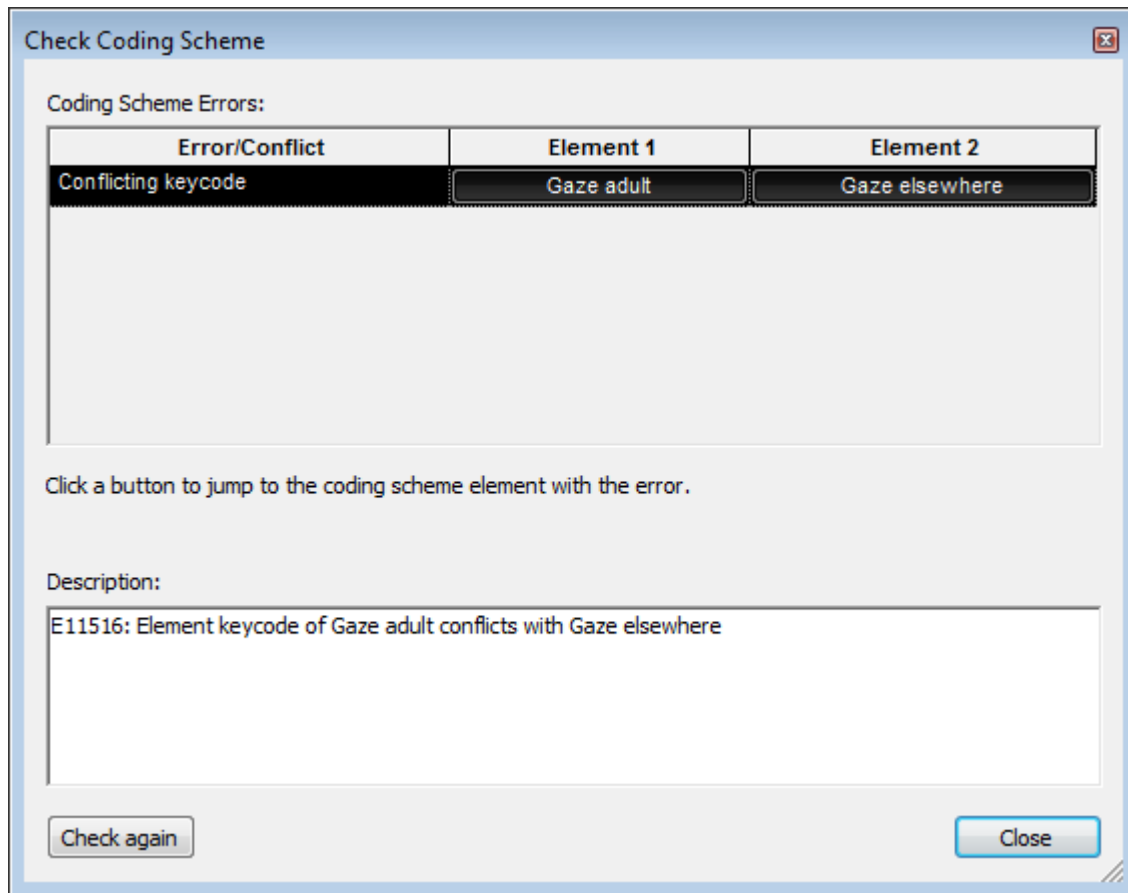 Check Coding Scheme
Coding Scheme Errors:
Error/Conflict Element 1 Element 2
Conflicting keycode Gaze adult Gaze elsewhere
Click a button to jump to the coding scheme element with the error.
Description:
E11516: Element keycode of Gaze adult conflicts with Gaze elsewhere
Check again Close